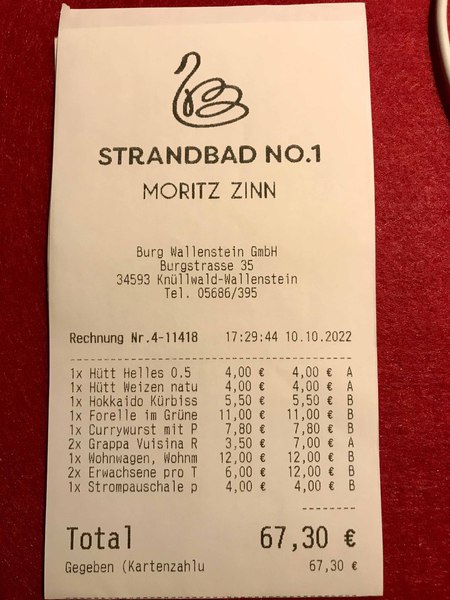 STRANDBAD NO.1
MORITZ ZINN
Burg Wallenstein GmbH
Burgstrasse 35
34593 Knüllwald-Wallenstein
Tel. 05686/395
Rechnung Nr.4-11418 17:29:44 10.10.2022
1x Hütt Helles 0.5 4,00 € 4,00 € A
1x Hütt Weizen natu 4,00 € 4,00 € A
1x Hokkaido Kürbiss 5,50 € 5,50 € B
1x Forelle im Grüne 11,00 € 11,00 € B
1x Currywurst mit P 7,80 € 7,80 € B
2x Grappa Vuisina R 3,50 € 7,00 € A
1x Wohnwagen, Wohnm 12,00 € 12,00 € B
2x Erwachsene pro T 6,00 € 12,00 € B
1x Strompauschale p 4,00 € 4,00 € B
Total 67,30 €
Gegeben (Kartenzahlu 67,30 €